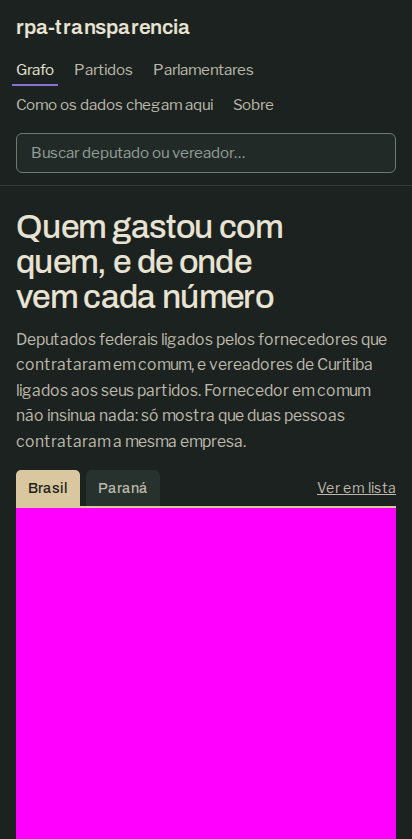 rpa-transparencia
Grafo Partidos Parlamentares
Como os dados chegam aqui Sobre
Buscar deputado ou vereador...
Quem gastou com
quem, e de onde
vem cada número
Deputados federais ligados pelos fornecedores que
contrataram em comum, e vereadores de Curitiba
ligados aos seus partidos. Fornecedor em comum
não insinua nada: só mostra que duas pessoas
contrataram a mesma empresa.
Brasil Paraná Ver em lista